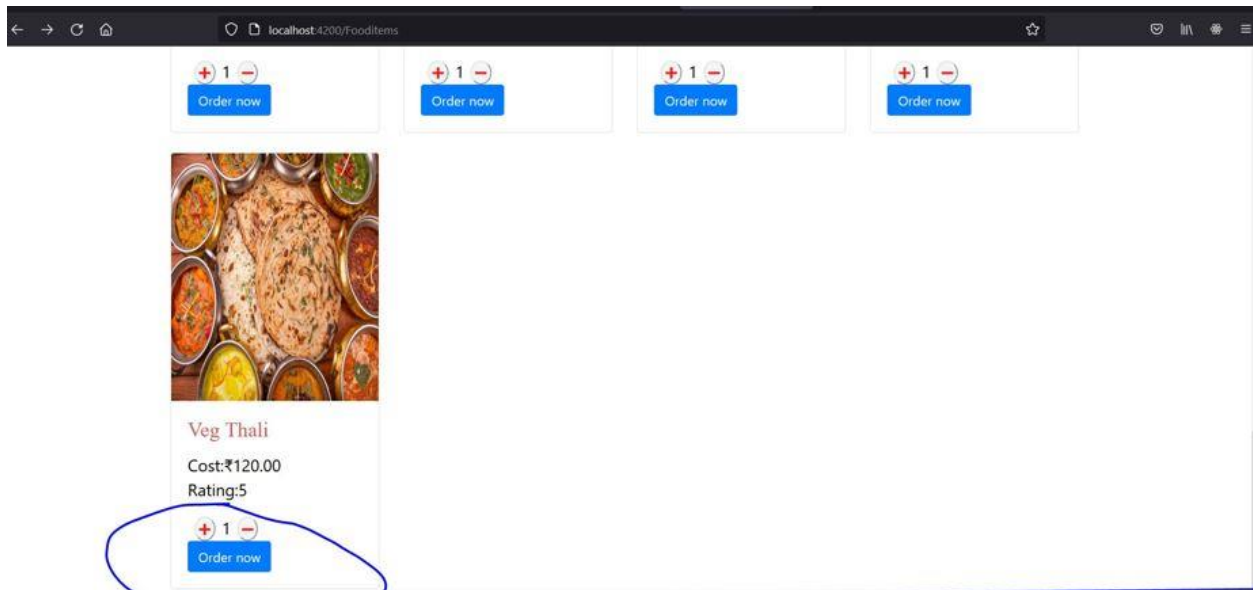 localhost:4200/Fooditems
+ 1 − + 1 − + 1 − + 1 −
Order now Order now Order now Order now
Veg Thali
Cost:₹120.00
Rating:5
+ 1 −
Order now